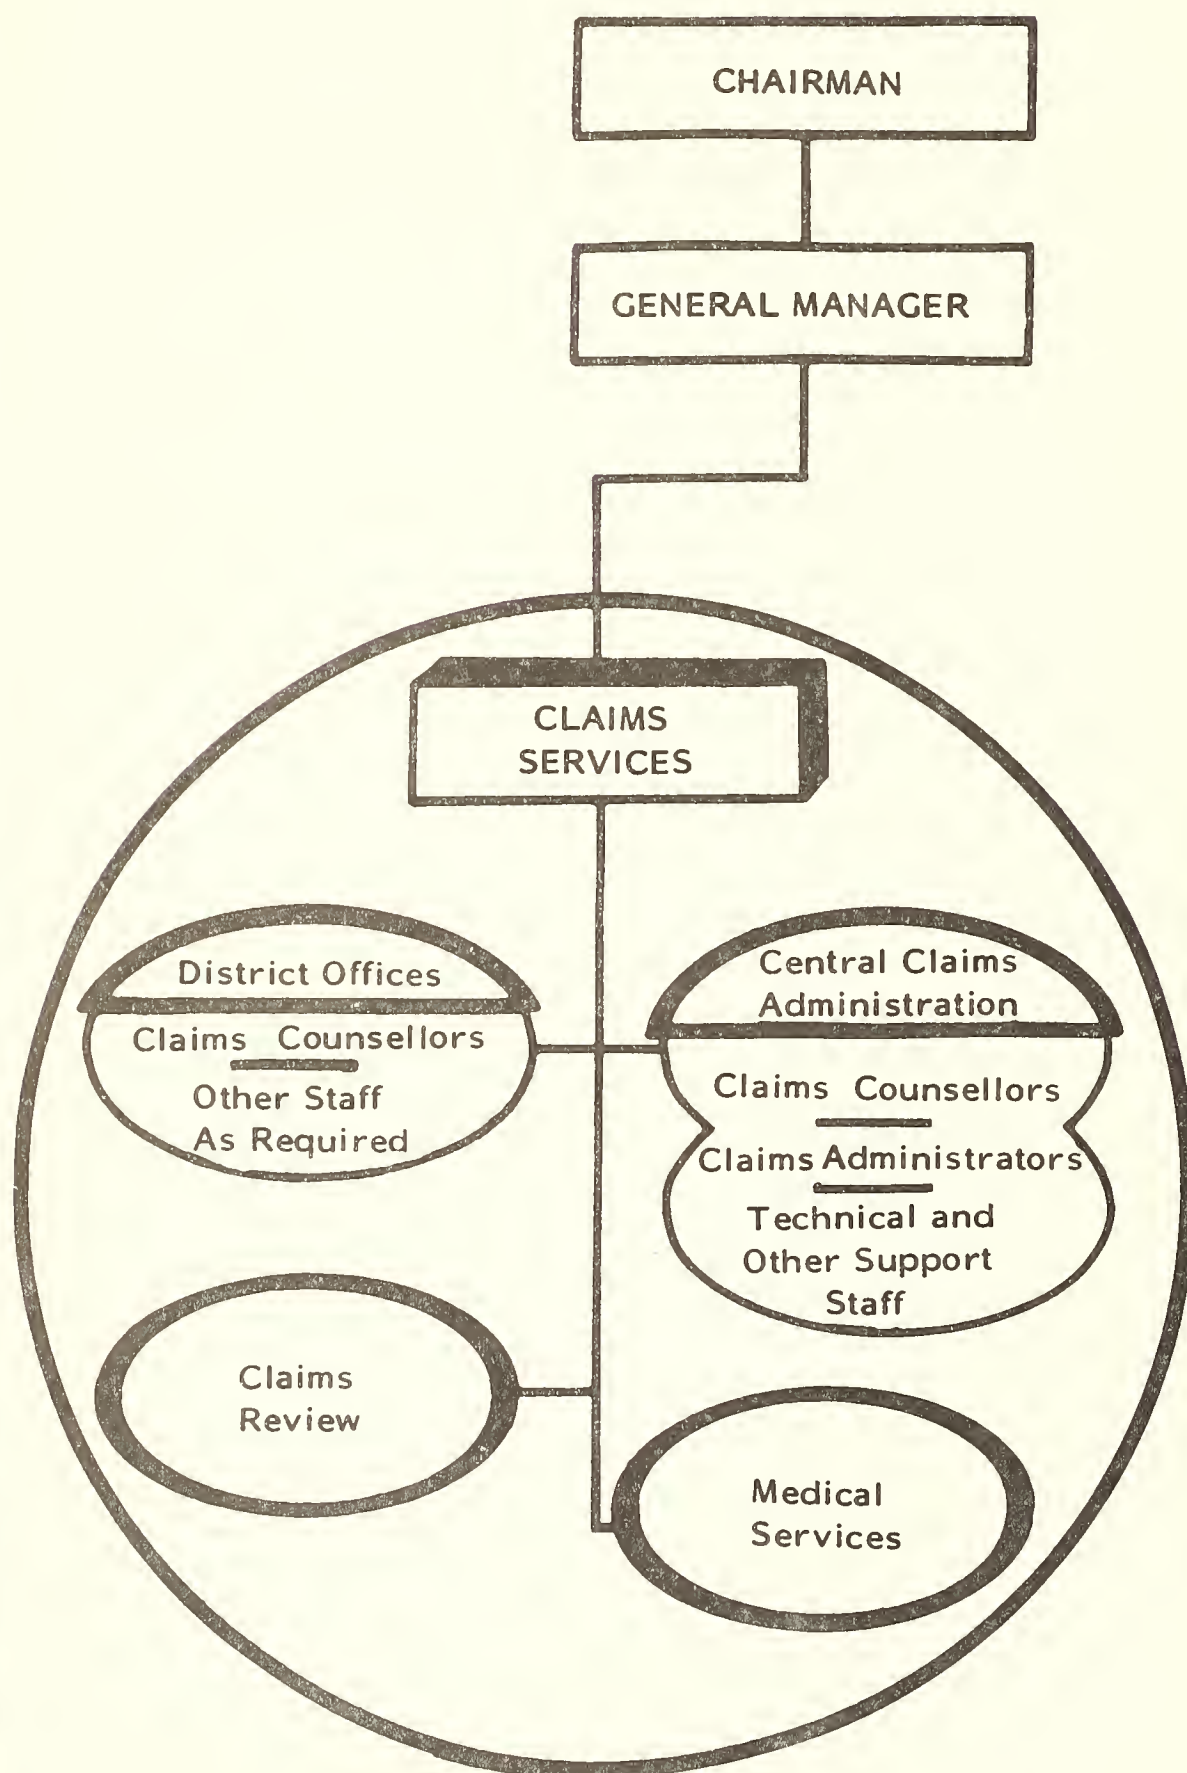 CHAIRMAN
GENERAL MANAGER
CLAIMS
SERVICES
District Offices
Claims Counsellors
Other Staff
As Required
Central Claims
Administration
Claims Counsellors
Claims Administrators
Technical and
Other Support
Staff
Claims
Review
Medical
Services